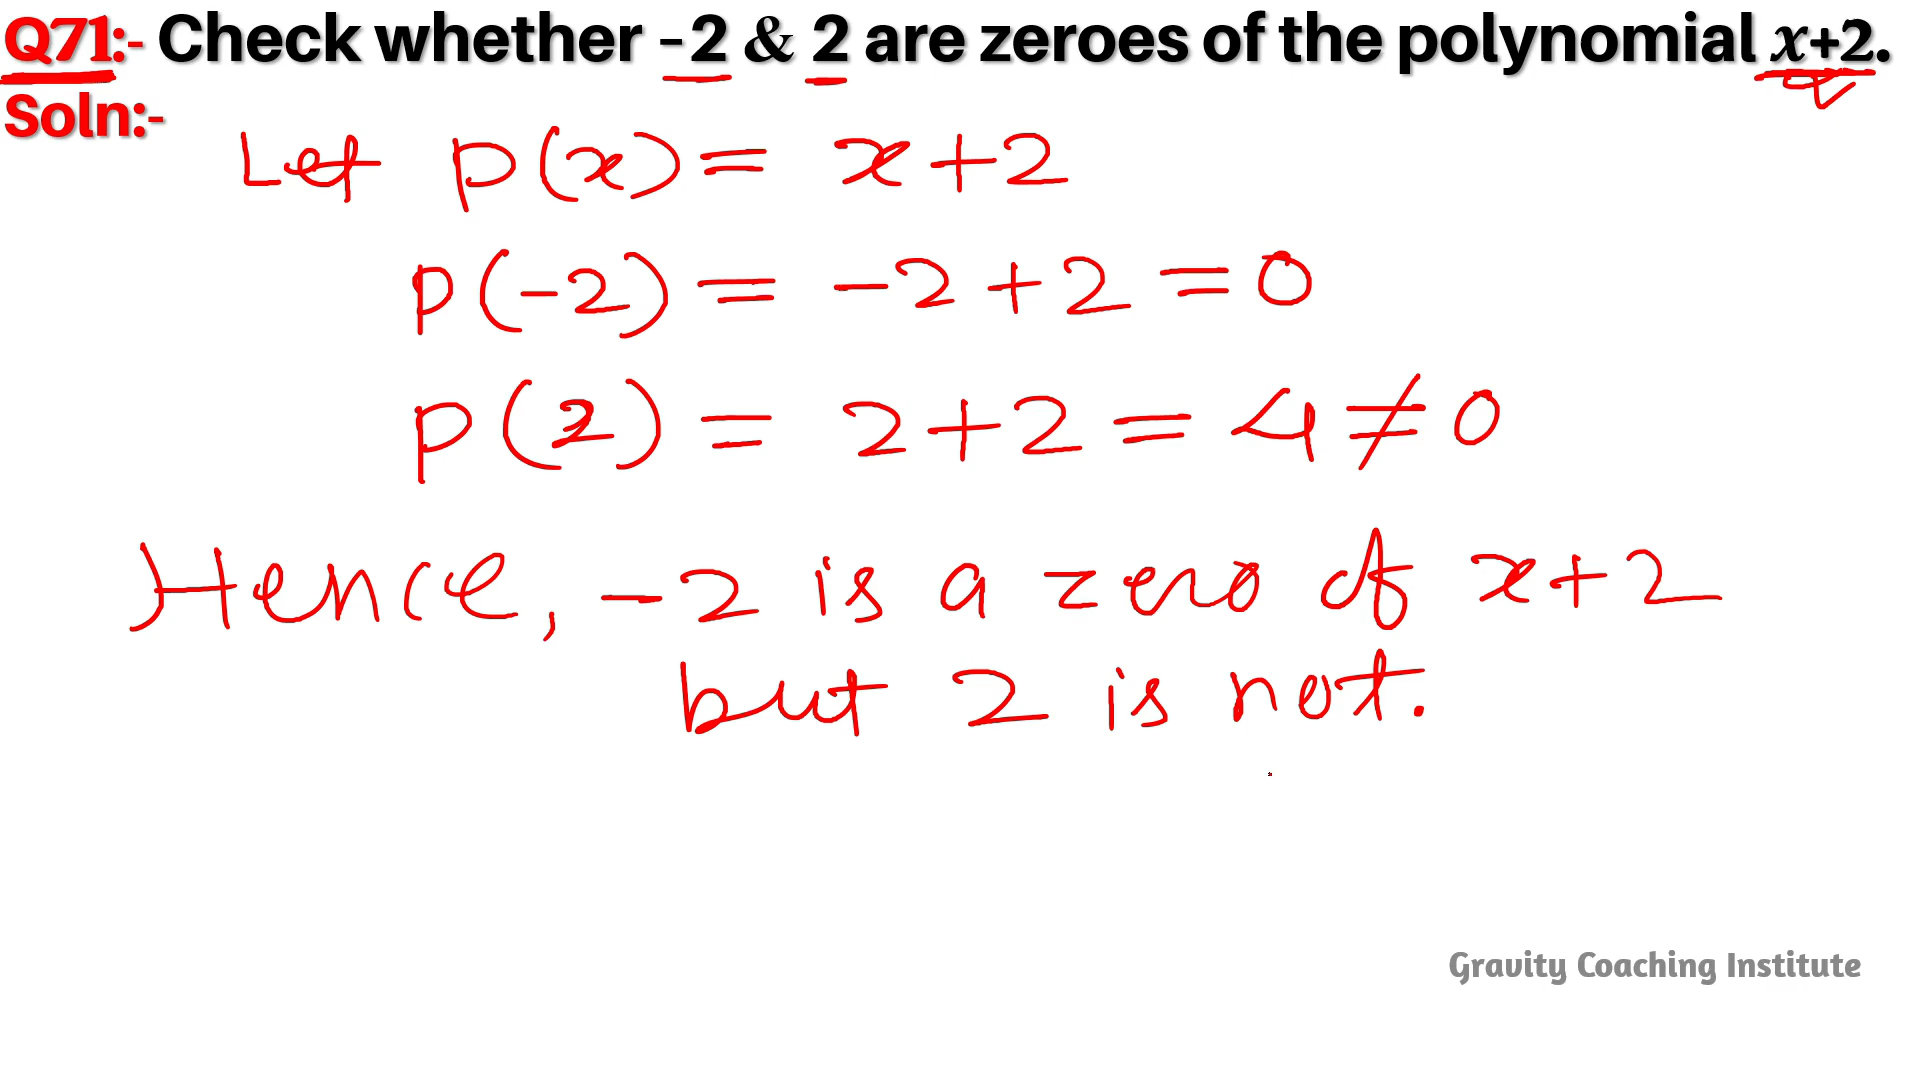 Q71:- Check whether -2 & 2 are zeroes of the polynomial x+2.
Soln:-
Let p(x) = x+2
p(-2) = -2+2 = 0
p(2) = 2+2 = 4 ≠ 0
Hence, -2 is a zero of x+2
but 2 is not.
Gravity Coaching Institute